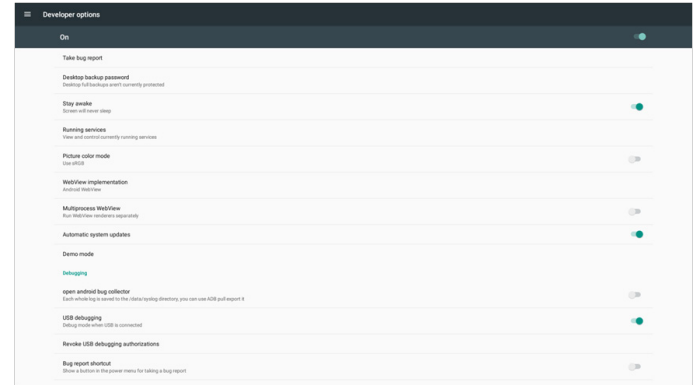 Developer options
On
Take bug report
Desktop backup password
Desktop full backups aren't currently protected
Stay awake
Screen will never sleep
Running services
View and control currently running services
Picture color mode
Use sRGB
WebView implementation
Android WebView
Multiprocess WebView
Run WebView renderers separately
Automatic system updates
Demo mode
Debugging
open android bug collector
Each whole log is saved to the /data/syslog directory, you can use ADB pull export it
USB debugging
Debug mode when USB is connected
Revoke USB debugging authorizations
Bug report shortcut
Show a button in the power menu for taking a bug report